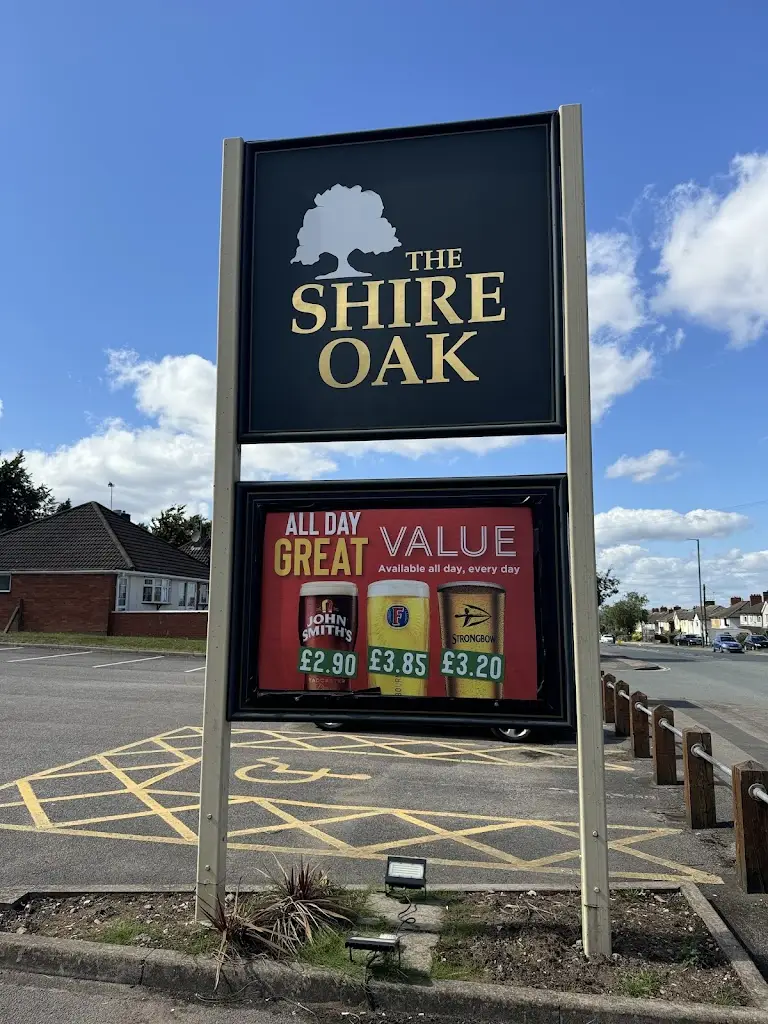 THE
SHIRE
OAK
ALL DAY
GREAT VALUE
Available all day, every day
JOHN
SMITH'S
£2.90
F
£3.85
STRONGBOW
£3.20